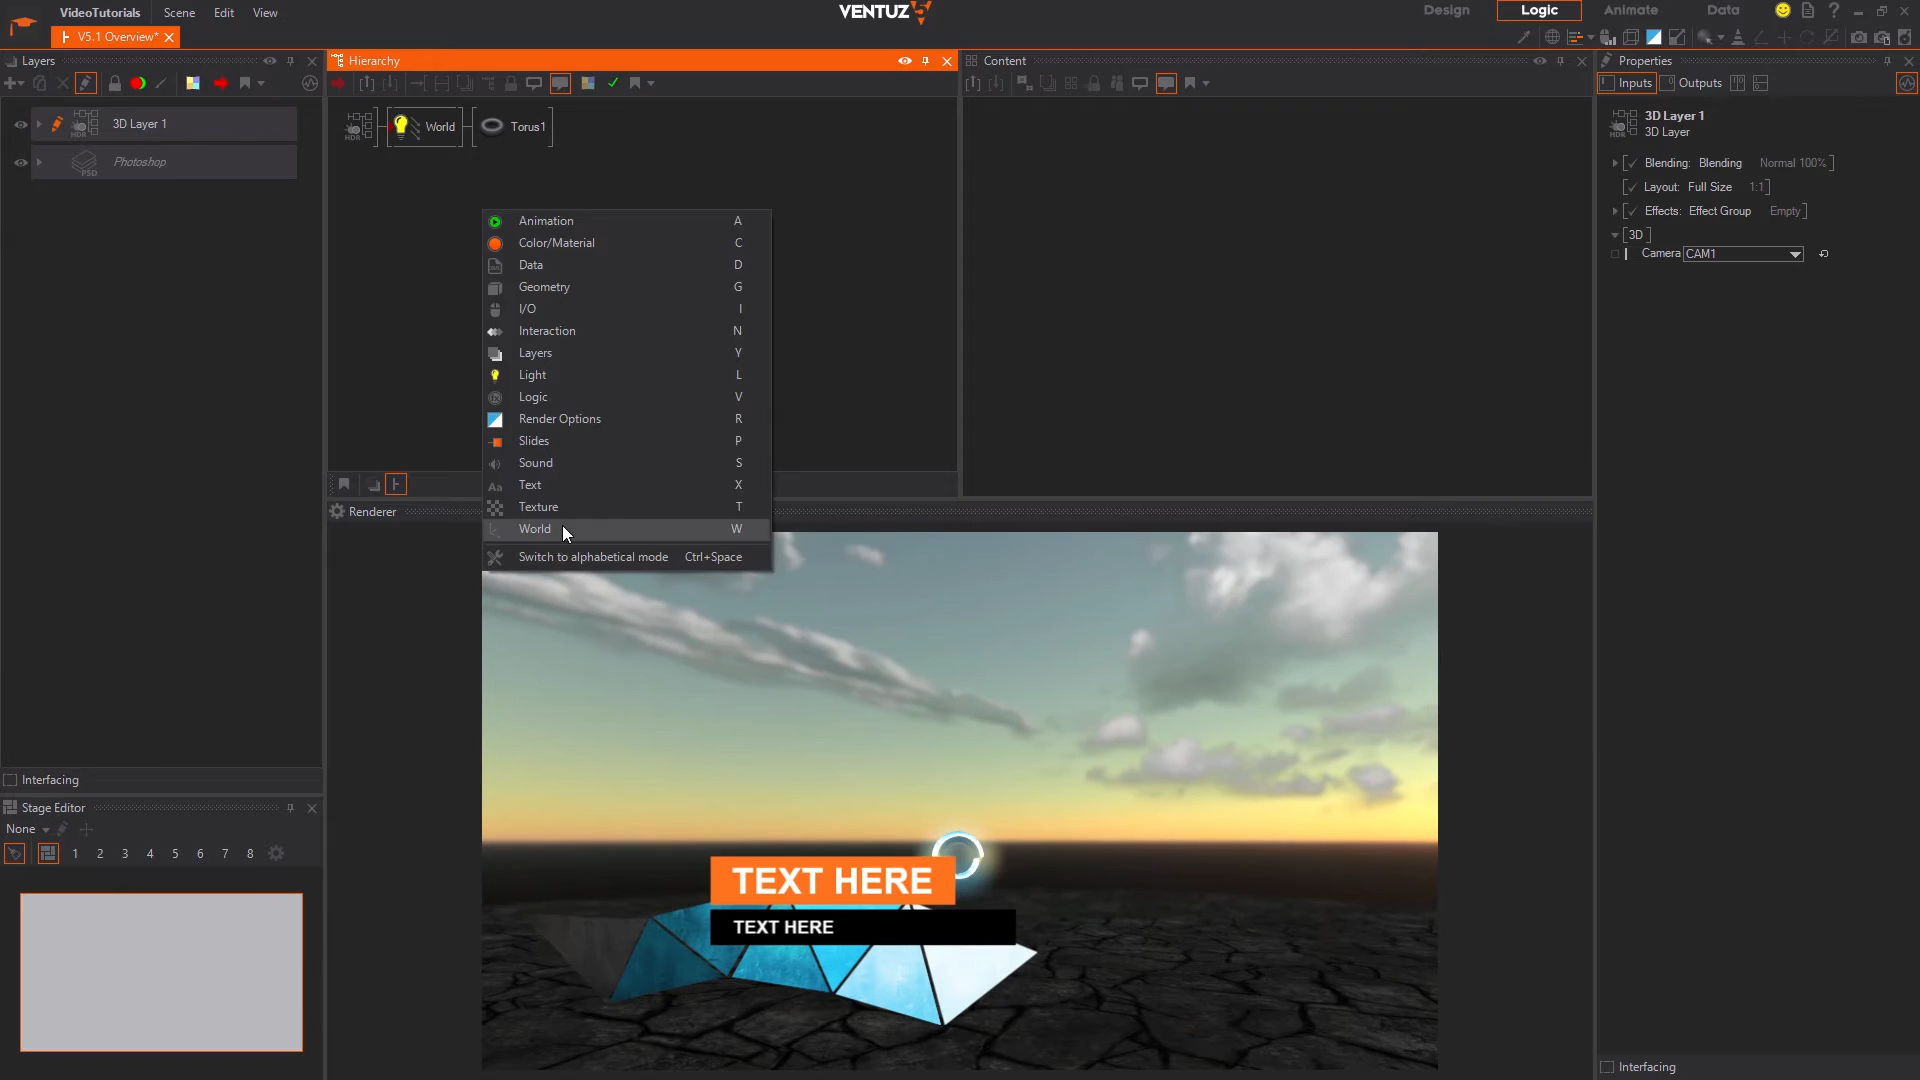 VideoTutorials Scene Edit View
VENTUZ 5
Design Logic Animate Data
V5.1 Overview*
Layers
3D Layer 1
Photoshop
PSD
Interfacing
Stage Editor
None
1 2 3 4 5 6 7 8
Hierarchy
HDR World Torus1
Animation A
Color/Material C
Data D
Geometry G
I/O I
Interaction N
Layers Y
Light L
Logic V
Render Options R
Slides P
Sound S
Aa Text X
Texture T
World W
Switch to alphabetical mode Ctrl+Space
Content
Renderer
TEXT HERE
TEXT HERE
Properties
Inputs Outputs
3D Layer 1
3D Layer
Blending: Blending Normal 100%
Layout: Full Size 1:1
Effects: Effect Group Empty
3D
Camera CAM1
Interfacing